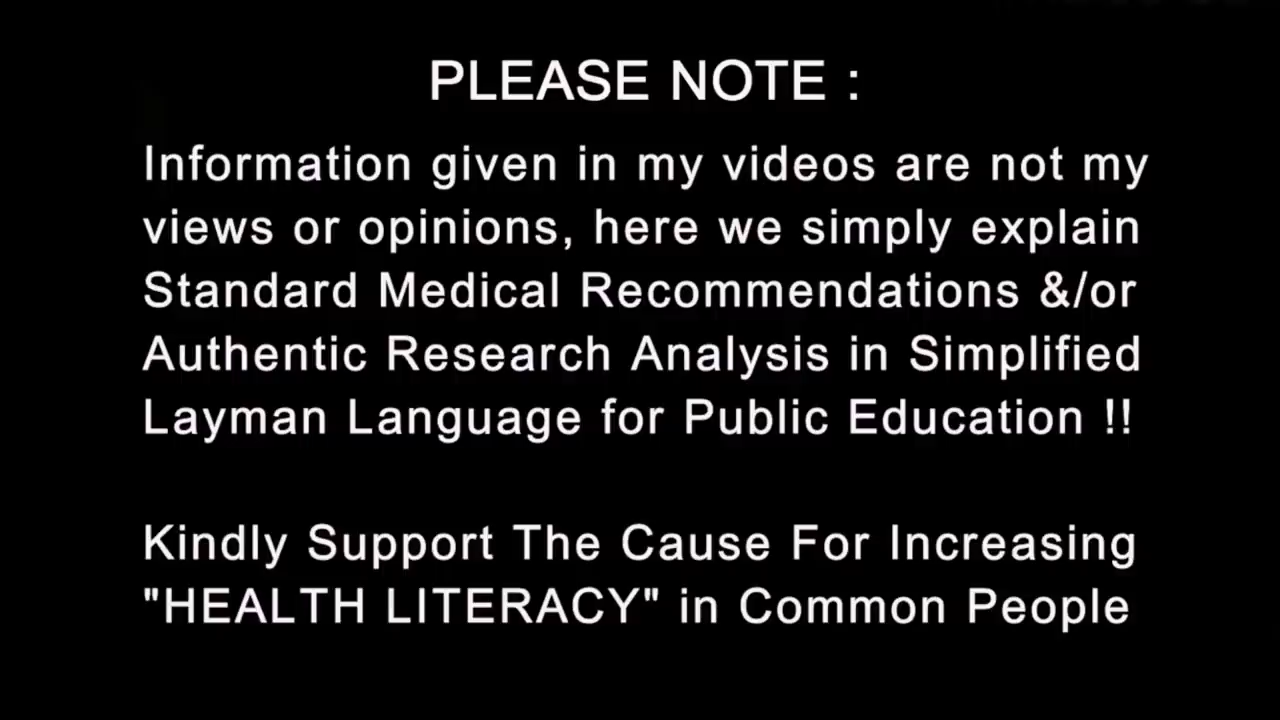 PLEASE NOTE :
Information given in my videos are not my
views or opinions, here we simply explain
Standard Medical Recommendations &/or
Authentic Research Analysis in Simplified
Layman Language for Public Education !!
Kindly Support The Cause For Increasing
"HEALTH LITERACY" in Common People